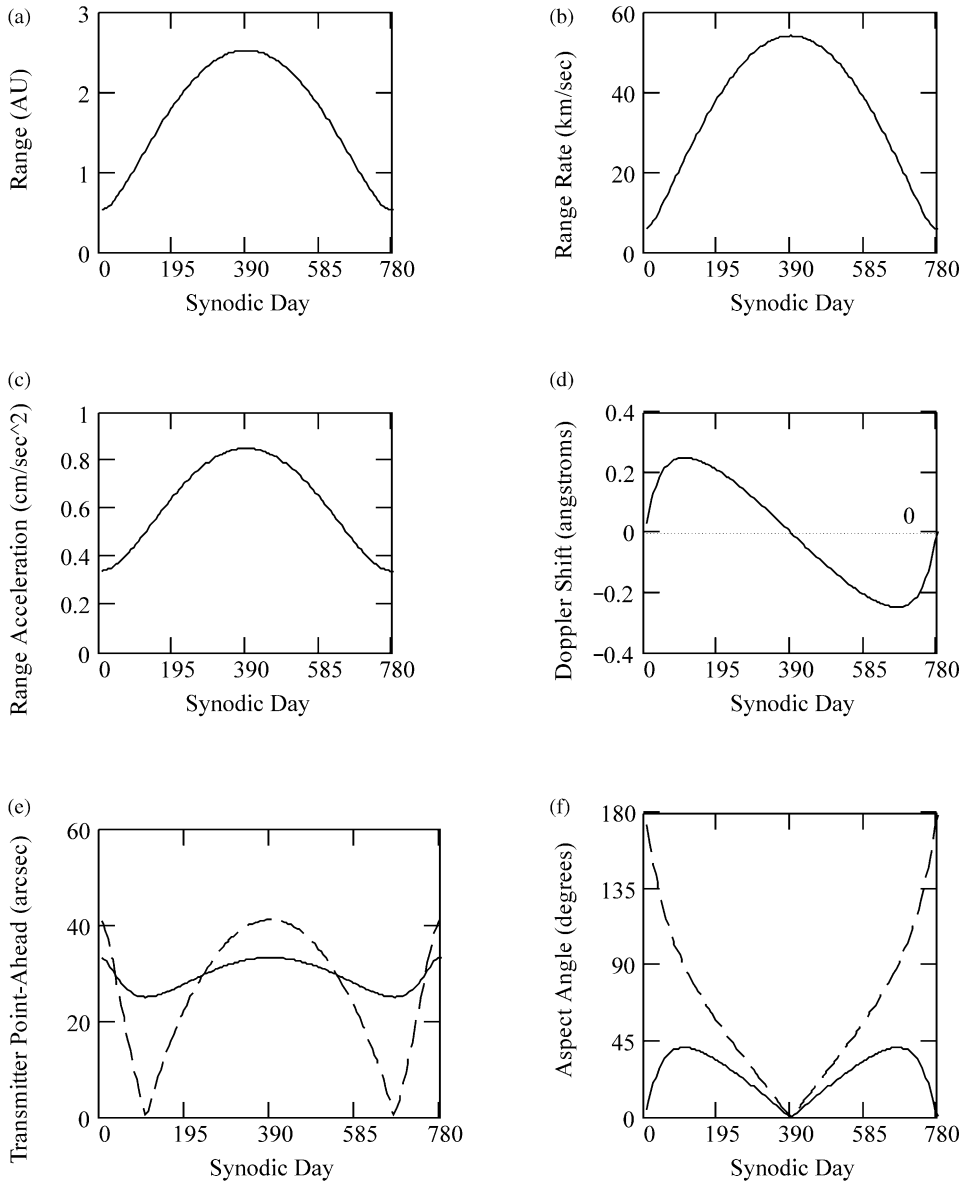 (a)
3
2
1
0
Range (AU)
0 195 390 585 780
Synodic Day
(b)
60
40
20
0
Range Rate (km/sec)
0 195 390 585 780
Synodic Day
(c)
1
0.8
0.6
0.4
0.2
0
Range Acceleration (cm/sec^2)
0 195 390 585 780
Synodic Day
(d)
0.4
0.2
0
−0.2
−0.4
0
Doppler Shift (angstroms)
0 195 390 585 780
Synodic Day
(e)
60
40
20
0
Transmitter Point-Ahead (arcsec)
0 195 390 585 780
Synodic Day
(f)
180
135
90
45
0
Aspect Angle (degrees)
0 195 390 585 780
Synodic Day